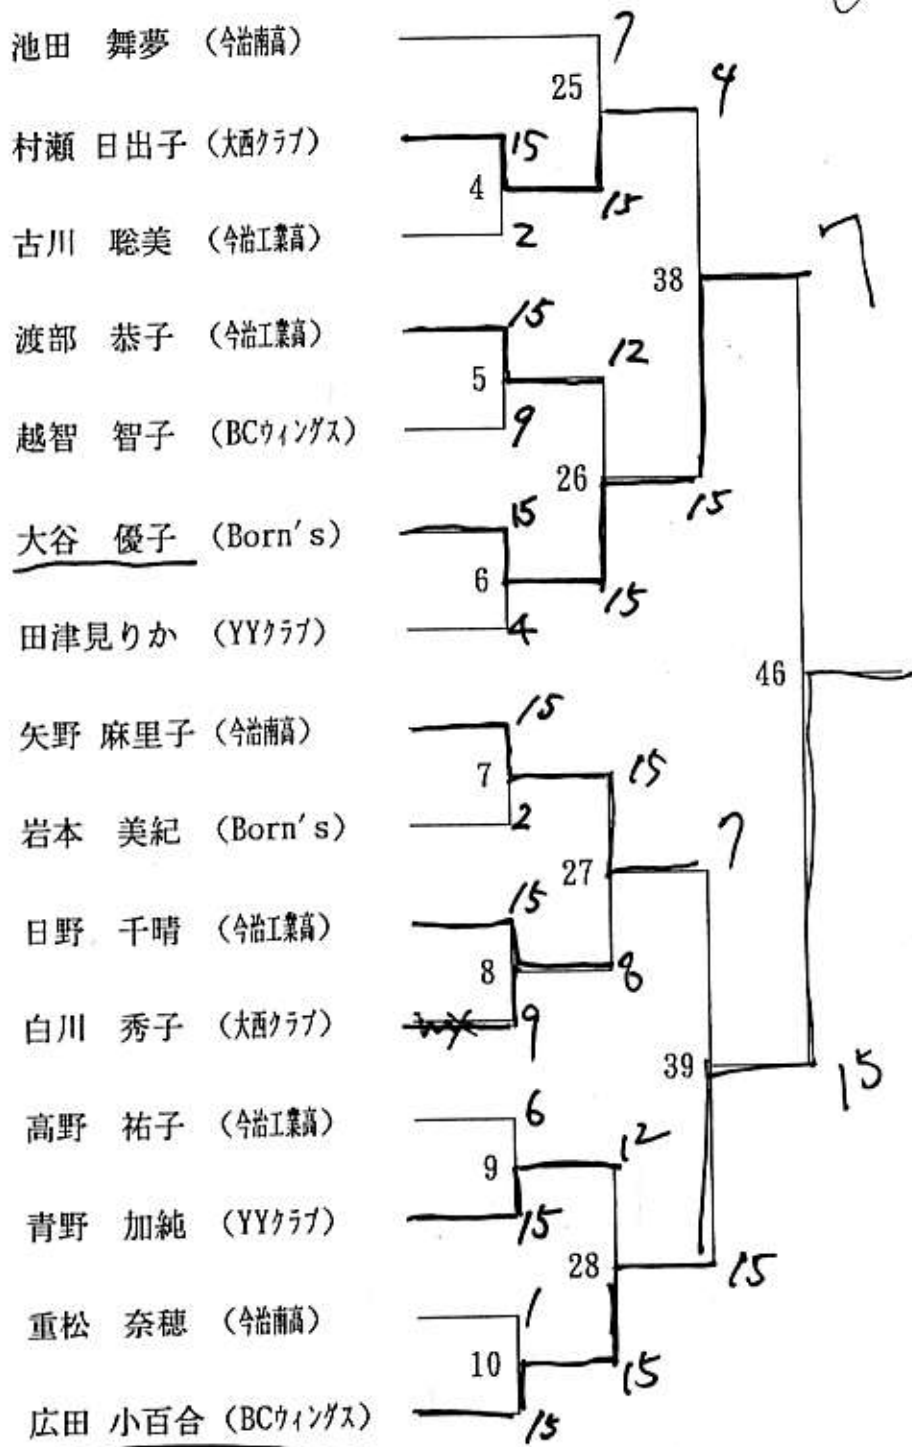 池田 舞夢 (今治南高)
7
25
4
村瀬 日出子 (大西クラブ)
15
4
15
古川 聡美 (今治工業高)
2
7
38
渡部 恭子 (今治工業高)
15
12
5
越智 智子 (BCウィングス)
9
26
15
大谷 優子 (Born's)
15
6
15
田津見りか (YYクラブ)
4
46
矢野 麻里子 (今治南高)
15
15
7
岩本 美紀 (Born's)
2
7
27
日野 千晴 (今治工業高)
15
8
8
白川 秀子 (大西クラブ)
9
39
15
高野 祐子 (今治工業高)
6
12
9
青野 加純 (YYクラブ)
15
28
15
重松 奈穂 (今治南高)
1
10
15
広田 小百合 (BCウィングス)
15